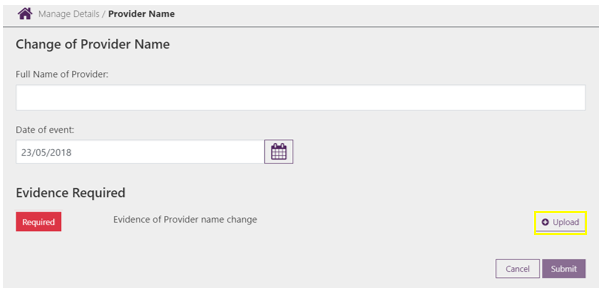 Manage Details / Provider Name
Change of Provider Name
Full Name of Provider:
Date of event:
23/05/2018
Evidence Required
Required Evidence of Provider name change Upload
Cancel Submit